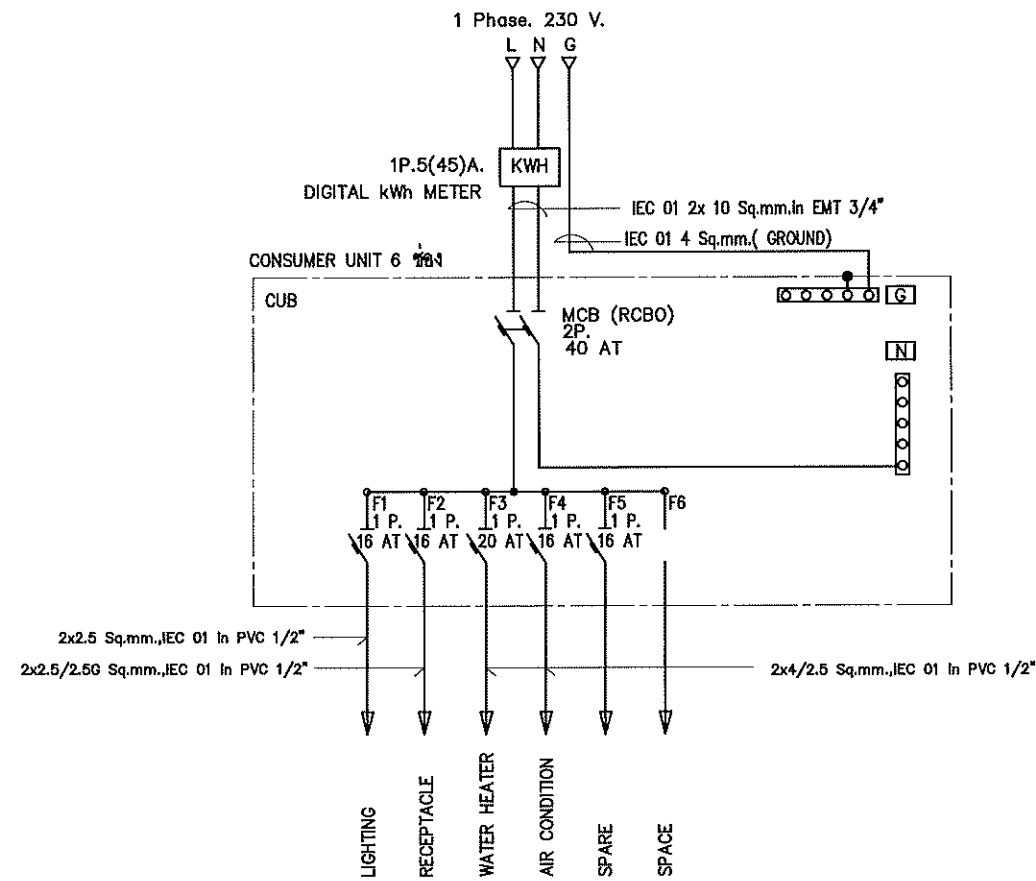 1 Phase. 230 V.
L N G
1P.5(45)A.
KWH
DIGITAL kWh METER
IEC 01 2x 10 Sq.mm.in EMT 3/4"
IEC 01 4 Sq.mm.( GROUND)
CONSUMER UNIT 6 ช่อง
CUB
G
MCB (RCBO)
2P.
40 AT
N
F1 F2 F3 F4 F5 F6
1 P. 1 P. 1 P. 1 P. 1 P.
16 AT 16 AT 20 AT 16 AT 16 AT
2x2.5 Sq.mm.,IEC 01 in PVC 1/2"
2x2.5/2.5G Sq.mm.,IEC 01 in PVC 1/2"
2x4/2.5 Sq.mm.,IEC 01 in PVC 1/2"
LIGHTING
RECEPTACLE
WATER HEATER
AIR CONDITION
SPARE
SPACE